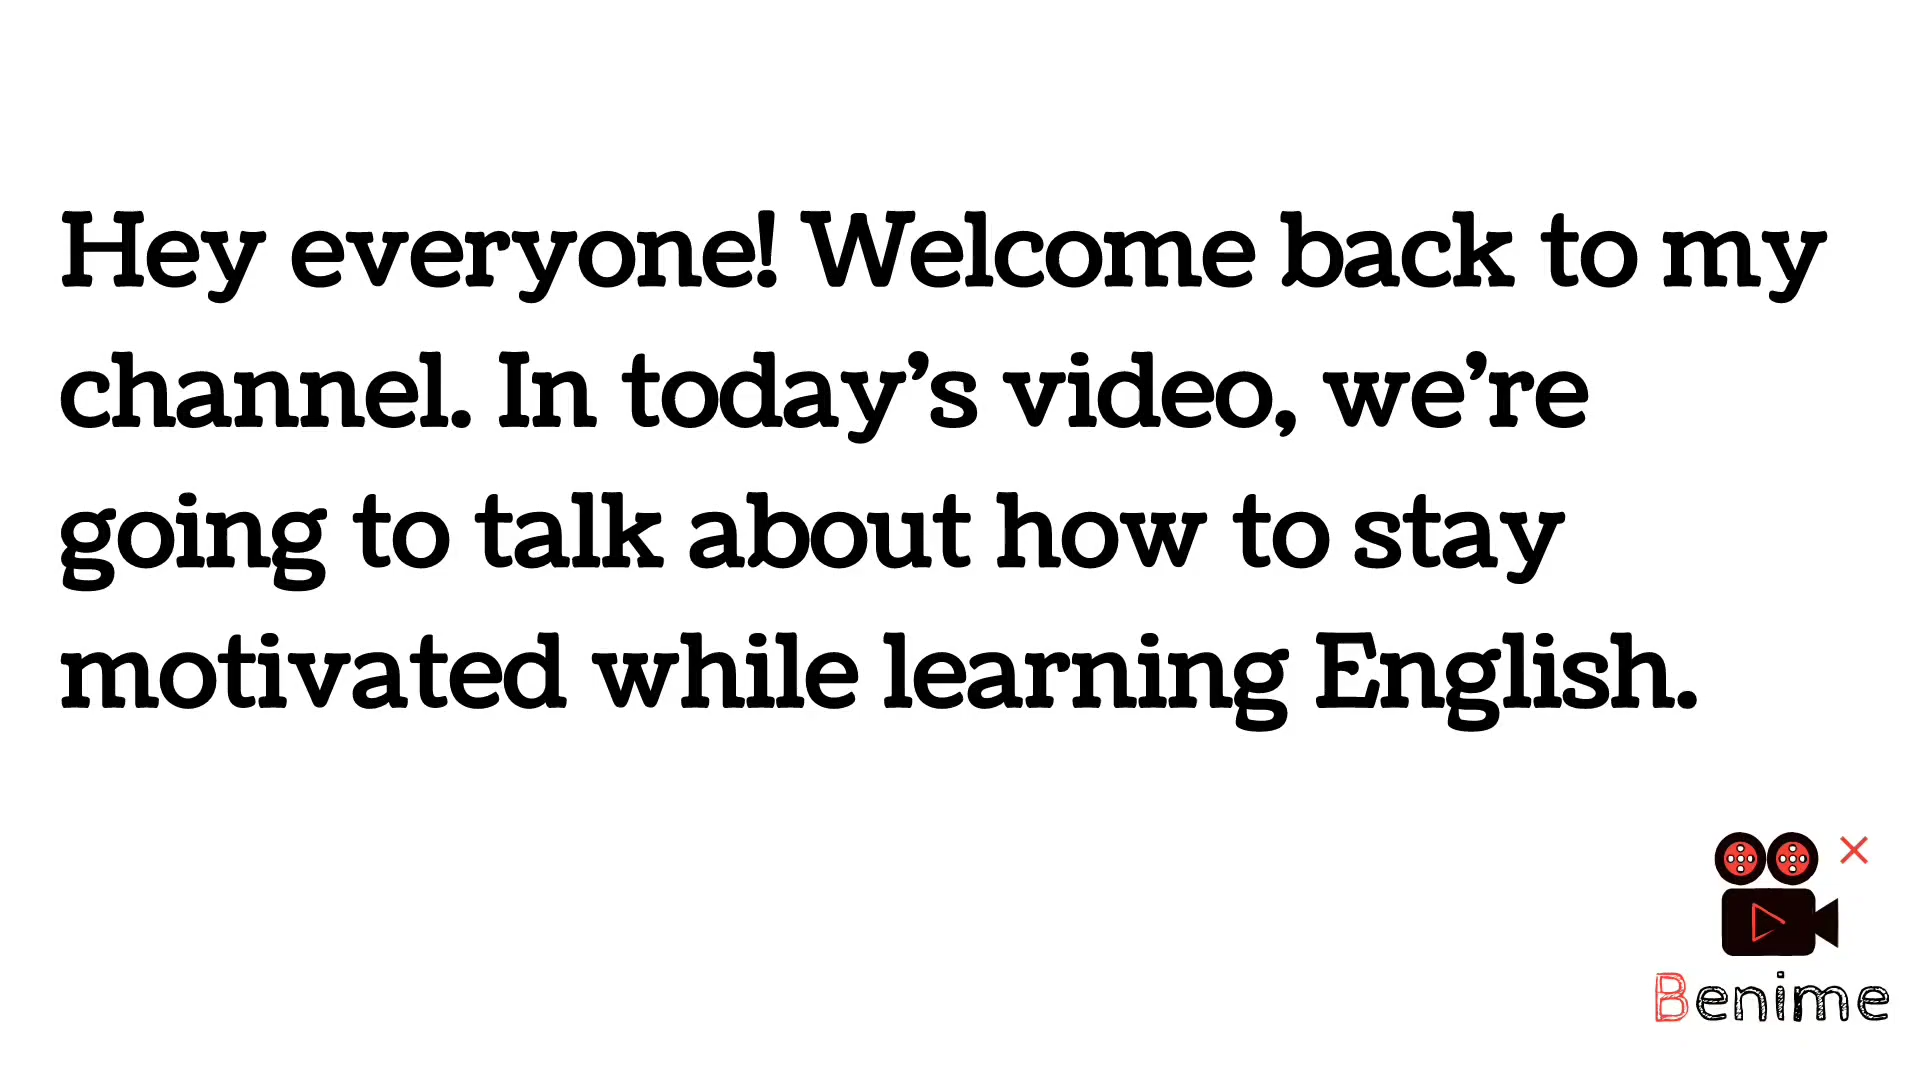 Hey everyone! Welcome back to my
channel. In today’s video, we’re
going to talk about how to stay
motivated while learning English.
Benime